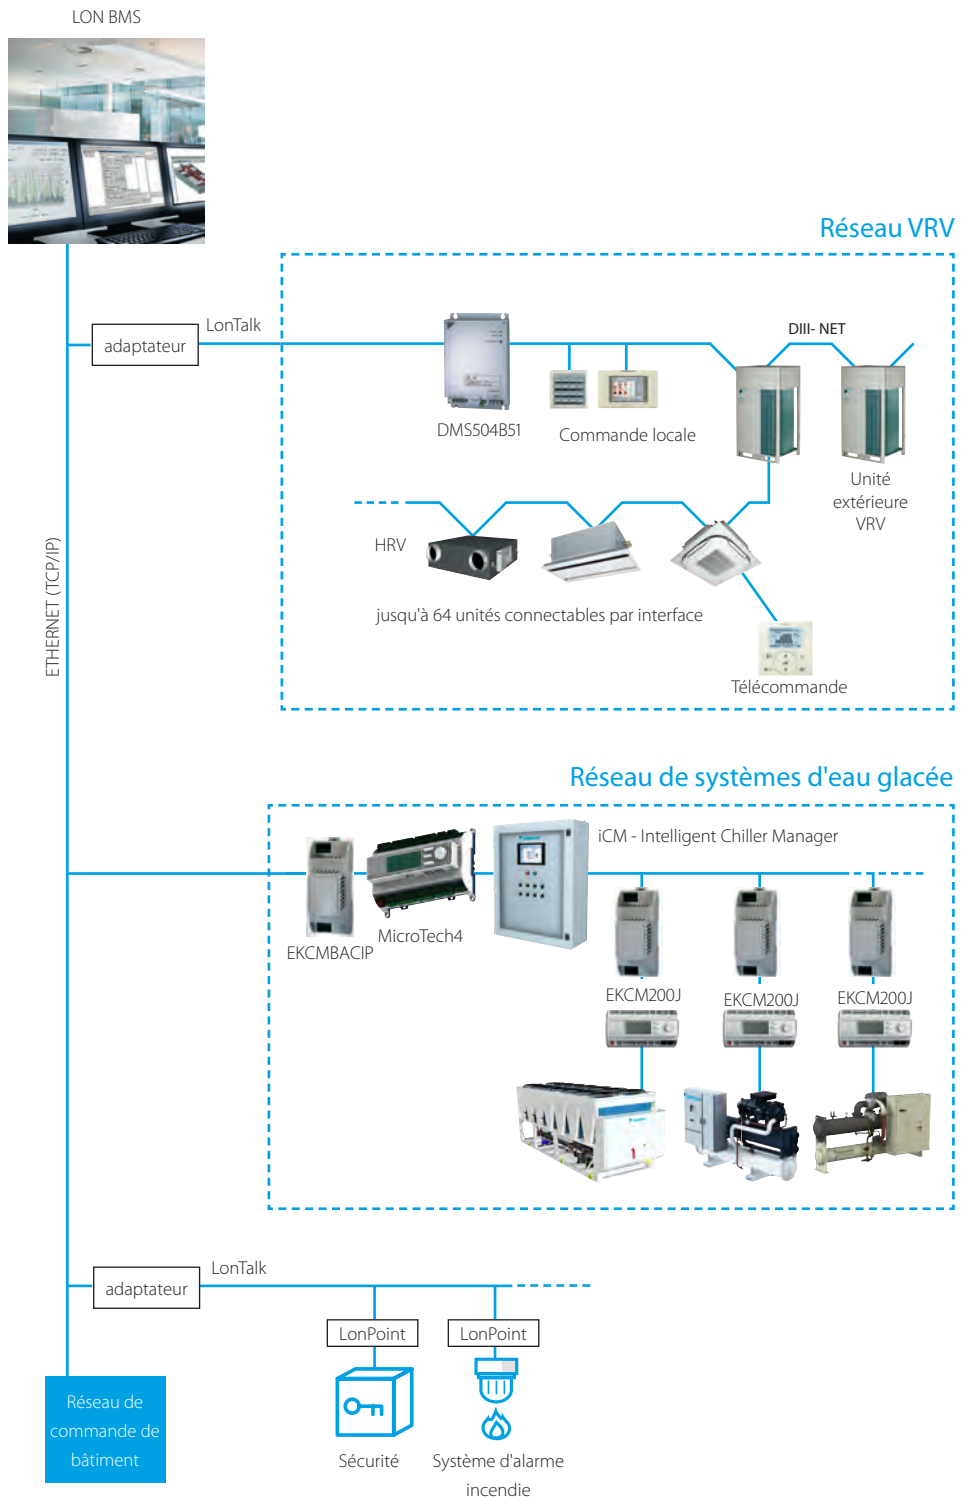 LON BMS
Réseau VRV
LonTalk
adaptateur
DIII- NET
DMS504B51
Commande locale
Unité
extérieure
VRV
HRV
jusqu'à 64 unités connectables par interface
Télécommande
ETHERNET (TCP/IP)
Réseau de systèmes d'eau glacée
iCM - Intelligent Chiller Manager
EKCMBACIP
MicroTech4
EKCM200J
EKCM200J
EKCM200J
LonTalk
adaptateur
LonPoint
LonPoint
Réseau de
commande de
bâtiment
Sécurité
Système d'alarme
incendie